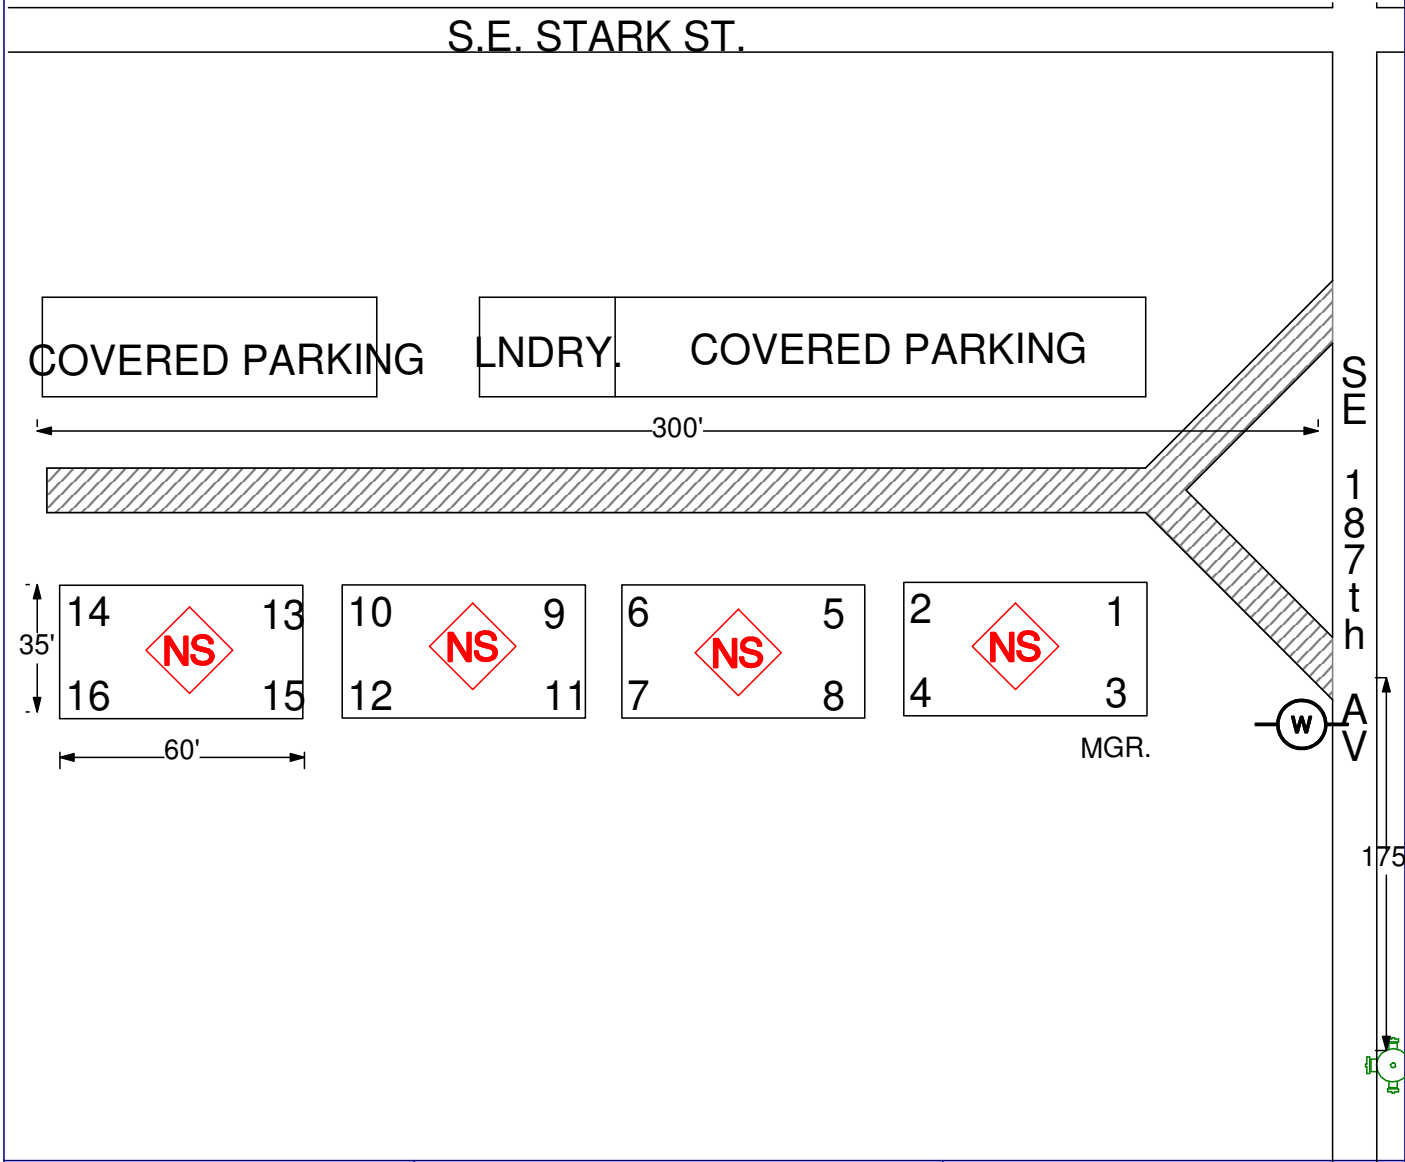 S.E. STARK ST.
COVERED PARKING
LNDRY.
COVERED PARKING
SE 187th AV
300'
14 13
16 15
NS
10 9
12 11
NS
6 5
7 8
NS
2 1
4 3
NS
35'
60'
MGR.
W
175